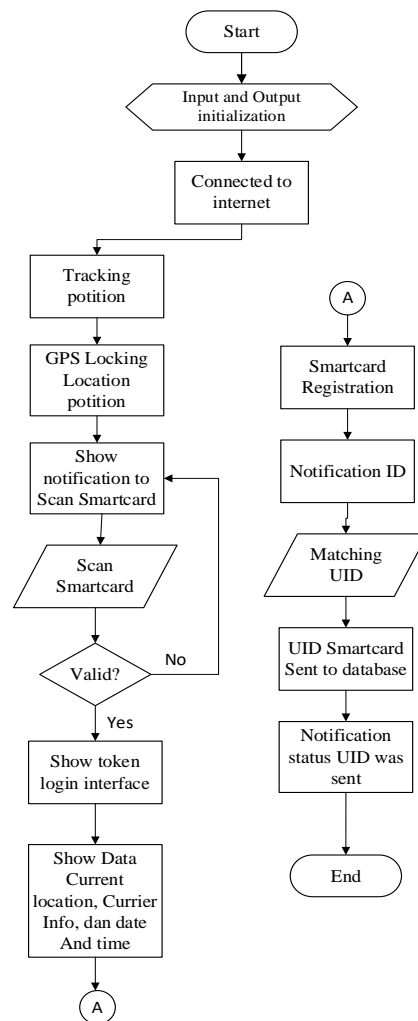 Start
Input and Output
initialization
Connected to
internet
Tracking
potition
GPS Locking
Location
potition
Show
notification to
Scan Smartcard
Scan
Smartcard
Valid?
No
Yes
Show token
login interface
Show Data
Current
location, Currier
Info, dan date
And time
A
A
Smartcard
Registration
Notification ID
Matching
UID
UID Smartcard
Sent to database
Notification
status UID was
sent
End